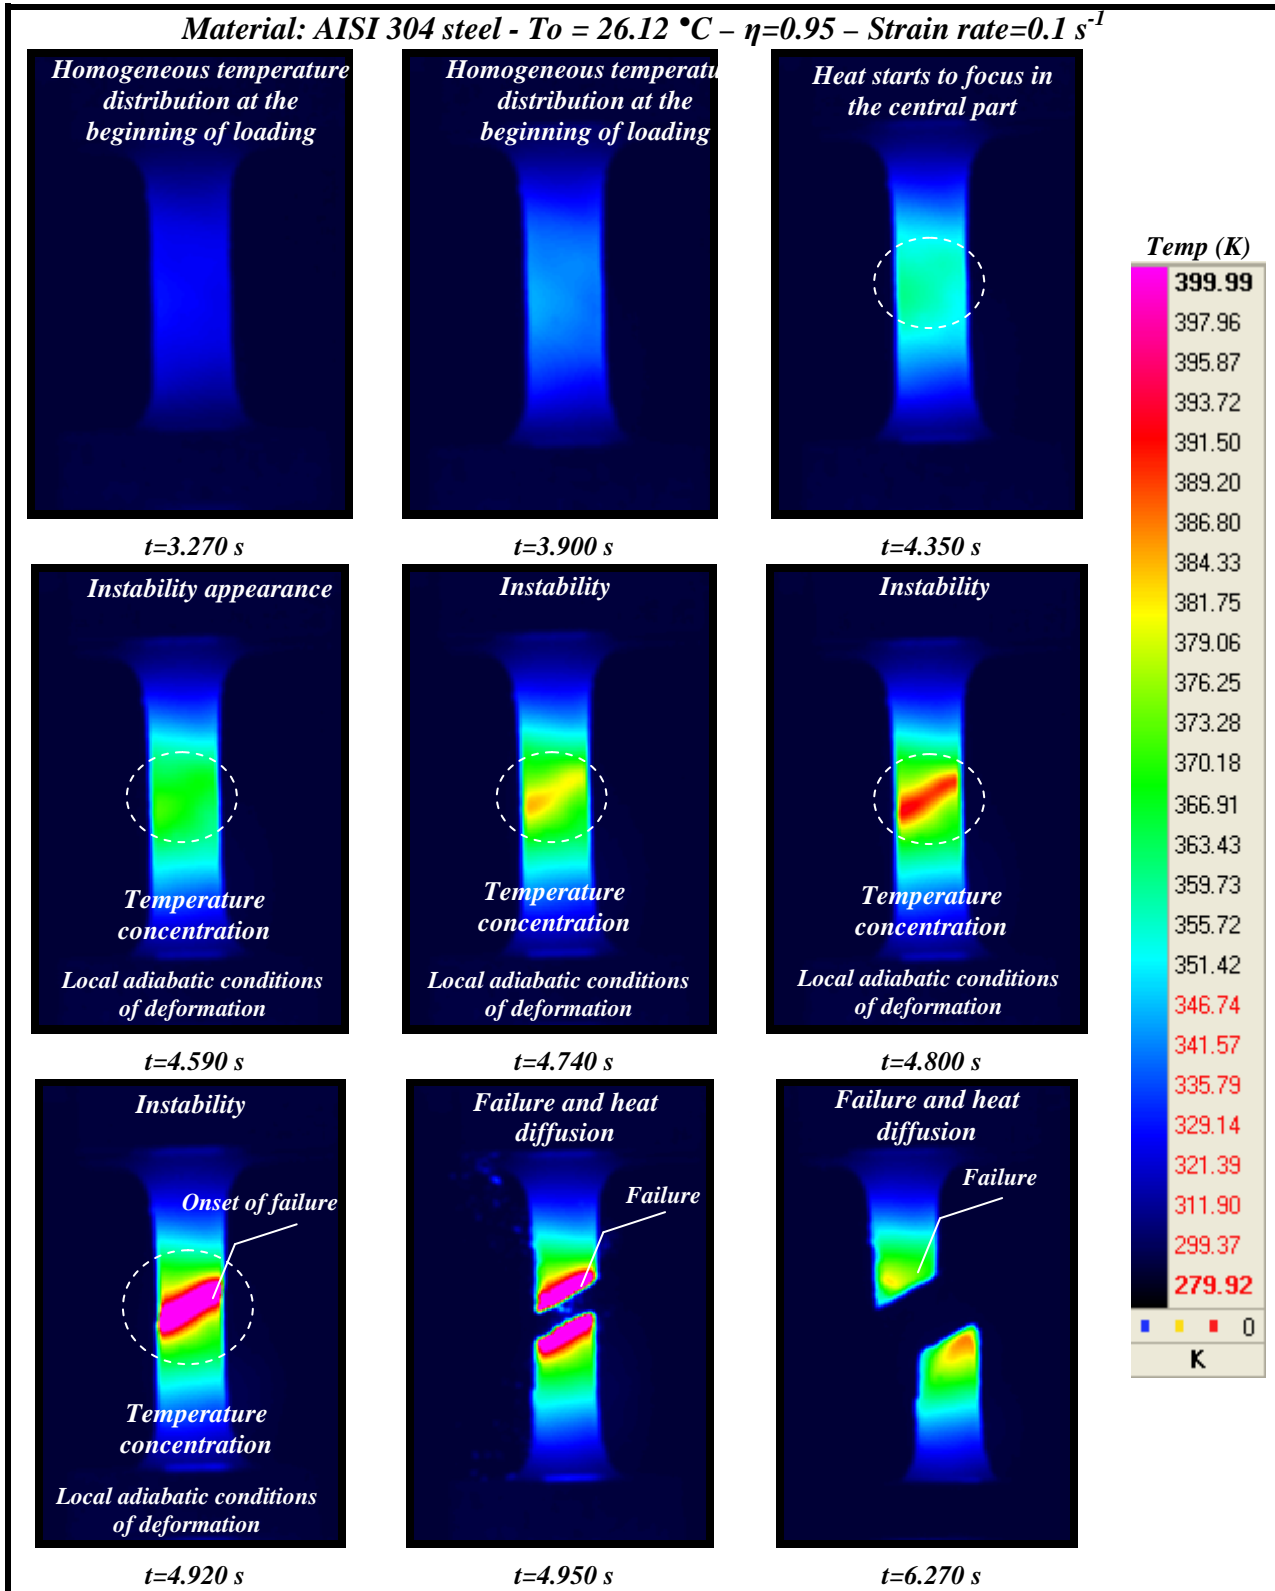 Material: AISI 304 steel - To = 26.12 °C – η=0.95 – Strain rate=0.1 s-1
Homogeneous temperature
distribution at the
beginning of loading
t=3.270 s
Homogeneous temperatu
distribution at the
beginning of loading
t=3.900 s
Heat starts to focus in
the central part
t=4.350 s
Instability appearance
Temperature
concentration
Local adiabatic conditions
of deformation
t=4.590 s
Instability
Temperature
concentration
Local adiabatic conditions
of deformation
t=4.740 s
Instability
Temperature
concentration
Local adiabatic conditions
of deformation
t=4.800 s
Instability
Onset of failure
Temperature
concentration
Local adiabatic conditions
of deformation
t=4.920 s
Failure and heat
diffusion
Failure
t=4.950 s
Failure and heat
diffusion
Failure
t=6.270 s
Temp (K)
399.99
397.96
395.87
393.72
391.50
389.20
386.80
384.33
381.75
379.06
376.25
373.28
370.18
366.91
363.43
359.73
355.72
351.42
346.74
341.57
335.79
329.14
321.39
311.90
299.37
279.92
0
K